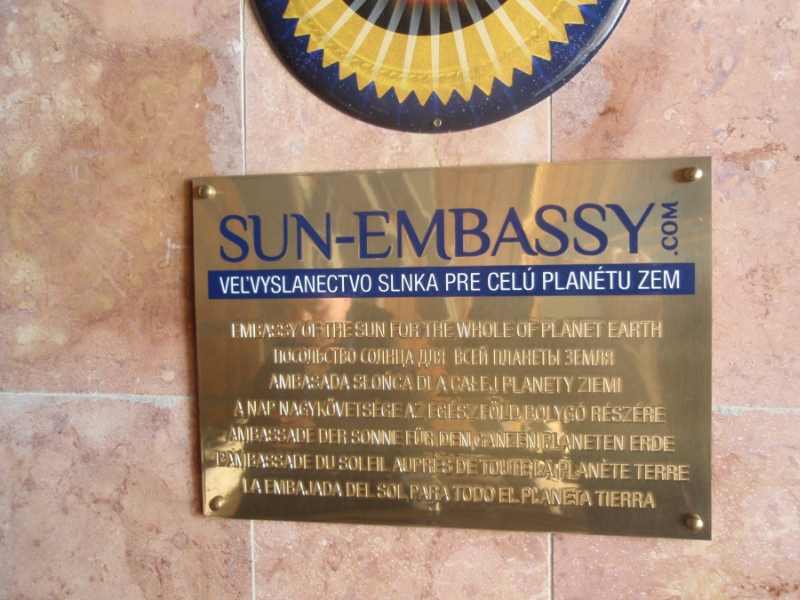 SUN-EMBASSY.COM
VEĽVYSLANECTVO SLNKA PRE CELÚ PLANÉTU ZEM
EMBASSY OF THE SUN FOR THE WHOLE OF PLANET EARTH
ПОСОЛЬСТВО СОЛНЦА ДЛЯ ВСЕЙ ПЛАНЕТЫ ЗЕМЛЯ
AMBASADA SŁOŃCA DLA CAŁEJ PLANETY ZIEMI
A NAP NAGYKÖVETSÉGE AZ EGÉSZ FÖLD BOLYGÓ RÉSZÉRE
AMBASSADE DER SONNE FÜR DEN GANZEN PLANETEN ERDE
L'AMBASSADE DU SOLEIL AUPRÈS DE TOUTE LA PLANÈTE TERRE
LA EMBAJADA DEL SOL PARA TODO EL PLANETA TIERRA